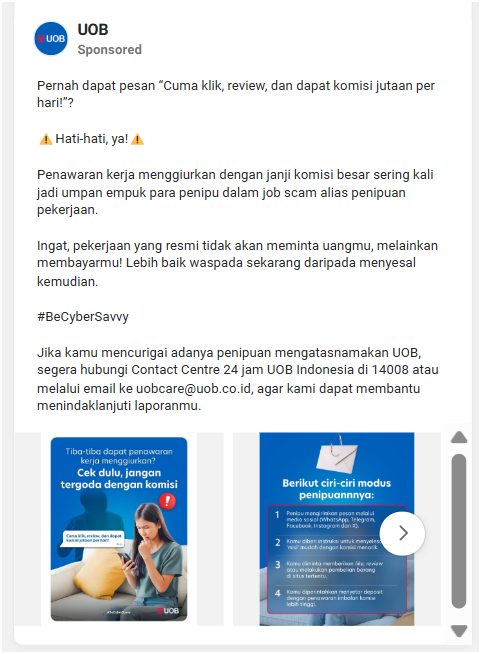 UOB
UOB
Sponsored
Pernah dapat pesan “Cuma klik, review, dan dapat komisi jutaan per
hari!”?
⚠️ Hati-hati, ya! ⚠️
Penawaran kerja menggiurkan dengan janji komisi besar sering kali
jadi umpan empuk para penipu dalam job scam alias penipuan
pekerjaan.
Ingat, pekerjaan yang resmi tidak akan meminta uangmu, melainkan
membayarmu! Lebih baik waspada sekarang daripada menyesal
kemudian.
#BeCyberSavvy
Jika kamu mencurigai adanya penipuan mengatasnamakan UOB,
segera hubungi Contact Centre 24 jam UOB Indonesia di 14008 atau
melalui email ke uobcare@uob.co.id, agar kami dapat membantu
menindaklanjuti laporanmu.
Tiba-tiba dapat penawaran
kerja menggiurkan?
Cek dulu, jangan
tergoda dengan komisi
Cuma klik, review, dan dapat
komisi jutaan per hari!
#BeCyberSavvy
UOB
Berikut ciri-ciri modus
penipuannnya:
1 Penipu mengirimkan pesan melalui
media sosial (WhatsApp, Telegram,
Facebook, Instagram dan X).
2 Kamu diberi instruksi untuk
"misi" mudah dengan komisi menarik.
3 Kamu diminta memberikan like, review
atau melakukan pembelian barang
di situs tertentu.
4 Kamu diperintahkan menyetor deposit
dengan penawaran imbalan komisi
lebih tinggi.